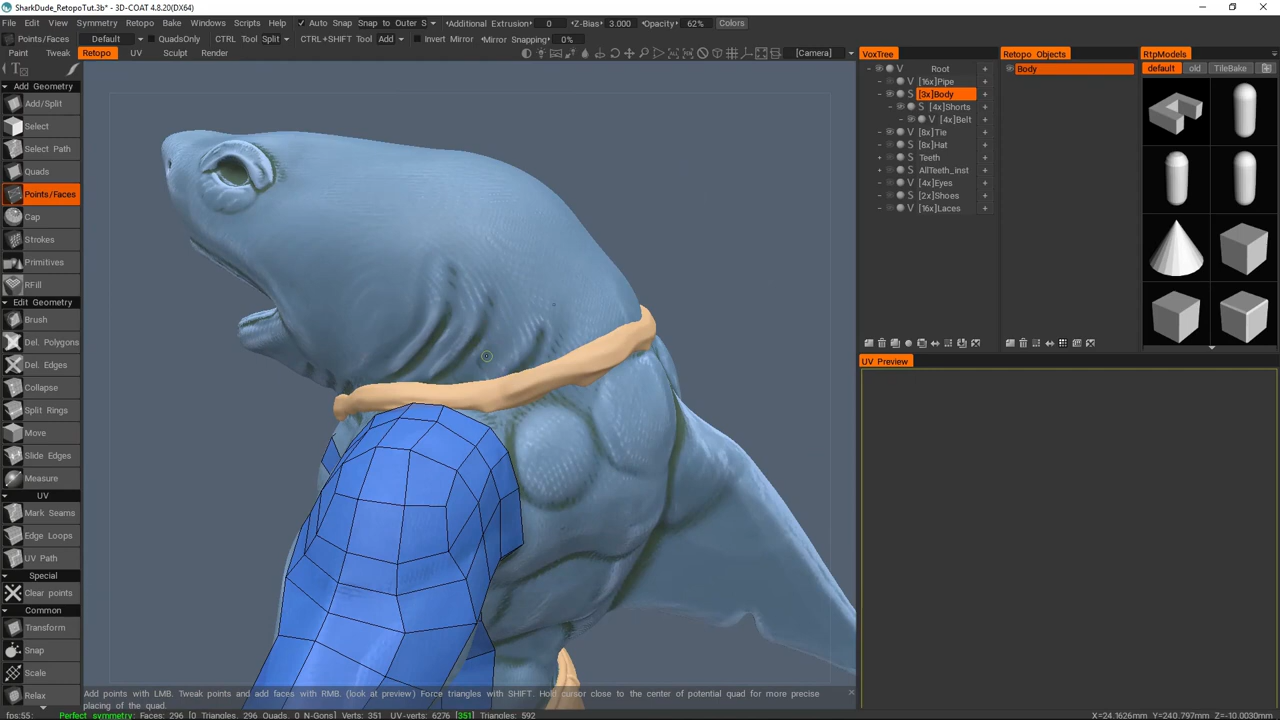 SharkDude_RetopoTut.3b* - 3D-COAT 4.8.20(DX64)
File Edit View Symmetry Retopo Bake Windows Scripts Help Auto Snap Snap to Outer S Additional Extrusion 0 Z-Bias 3.000 Opacity 62% Colors
Points/Faces Default QuadsOnly CTRL Tool Split CTRL+SHIFT Tool Add Invert Mirror Mirror Snapping 0%
Paint Tweak Retopo UV Sculpt Render [Camera]
VoxTree
Root
V
V [16x]Pipe
S [3x]Body
S [4x]Shorts
V [4x]Belt
V [8x]Tie
V [8x]Hat
S Teeth
S AllTeeth_inst
V [4x]Eyes
S [2x]Shoes
V [16x]Laces
Retopo Objects
Body
RtpModels
default old TileBake
UV Preview
Add Geometry
Add/Split
Select
Select Path
Quads
Points/Faces
Cap
Strokes
Primitives
RFill
Edit Geometry
Brush
Del. Polygons
Del. Edges
Collapse
Split Rings
Move
Slide Edges
Measure
UV
Mark Seams
Edge Loops
UV Path
Special
Clear points
Common
Transform
Snap
Scale
Relax
Add points with LMB. Tweak points and add faces with RMB. (look at preview) Force triangles with SHIFT. Hold cursor close to the center of potential quad for more precise
placing of the quad.
fps:55; Perfect symmetry: Faces: 296 [0 Triangles, 296 Quads, 0 N-Gons] Verts: 351 UV-verts: 6276 [351] Triangles: 592 X=24.1626mm Y=240.797mm Z=-10.0030mm